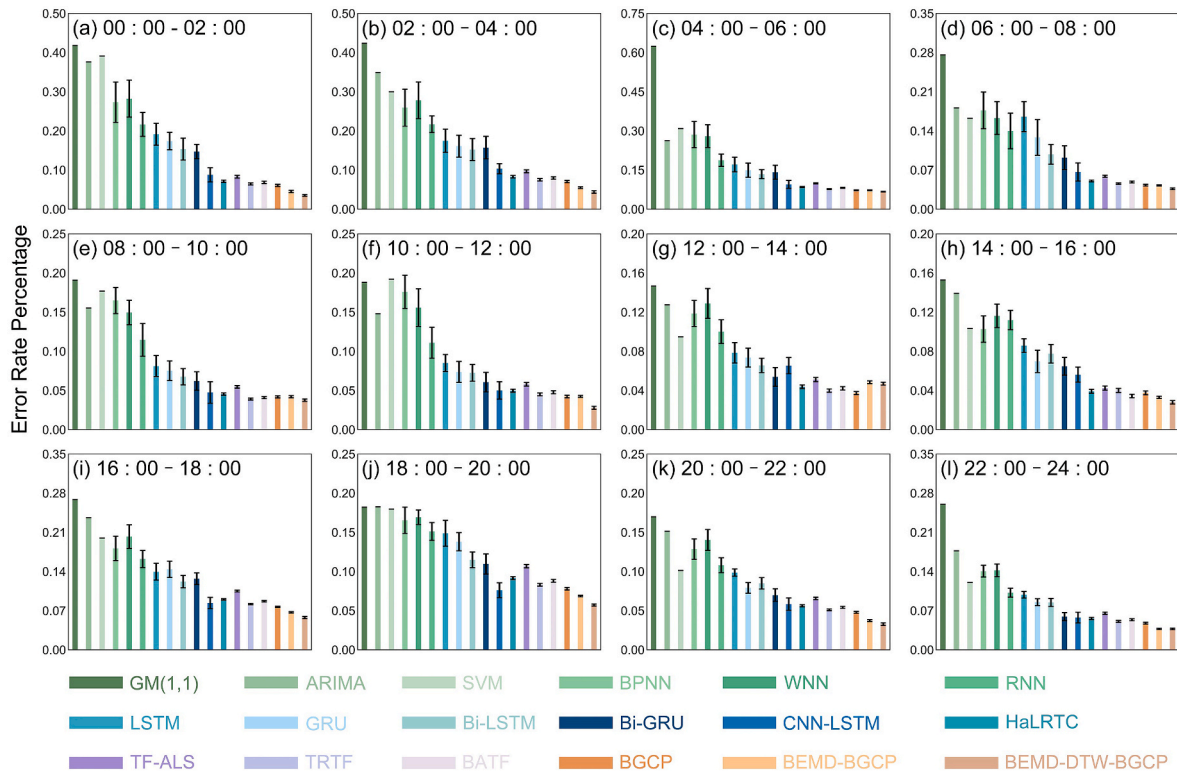 0.50 0.50 0.75 0.35
(a) 00 : 00 - 02 : 00 (b) 02 : 00 - 04 : 00 (c) 04 : 00 - 06 : 00 (d) 06 : 00 - 08 : 00
0.40 0.40 0.60 0.28
0.30 0.30 0.45 0.21
0.20 0.20 0.30 0.14
0.10 0.10 0.15 0.07
0.00 0.00 0.00 0.00
Error Rate Percentage
0.25 0.25 0.20 0.20
(e) 08 : 00 - 10 : 00 (f) 10 : 00 - 12 : 00 (g) 12 : 00 - 14 : 00 (h) 14 : 00 - 16 : 00
0.20 0.20 0.16 0.16
0.15 0.15 0.12 0.12
0.10 0.10 0.08 0.08
0.05 0.05 0.04 0.04
0.00 0.00 0.00 0.00
0.35 0.25 0.25 0.35
(i) 16 : 00 - 18 : 00 (j) 18 : 00 - 20 : 00 (k) 20 : 00 - 22 : 00 (l) 22 : 00 - 24 : 00
0.28 0.20 0.20 0.28
0.21 0.15 0.15 0.21
0.14 0.10 0.10 0.14
0.07 0.05 0.05 0.07
0.00 0.00 0.00 0.00
GM(1,1) ARIMA SVM BPNN WNN RNN
LSTM GRU Bi-LSTM Bi-GRU CNN-LSTM HaLRTC
TF-ALS TRTF BATF BGCP BEMD-BGCP BEMD-DTW-BGCP